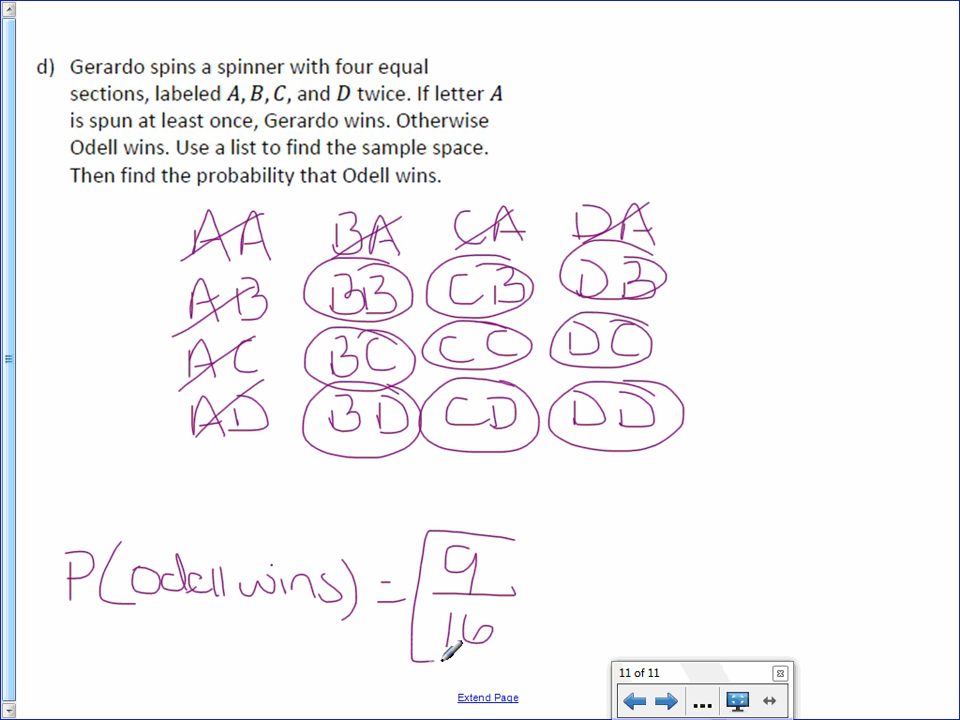 d) Gerardo spins a spinner with four equal
sections, labeled A, B, C, and D twice. If letter A
is spun at least once, Gerardo wins. Otherwise
Odell wins. Use a list to find the sample space.
Then find the probability that Odell wins.
AA BA CA DA
AB BB CB DB
AC BC CC DC
AD BD CD DD
P(odell wins) = 9/16
11 of 11
...
Extend Page